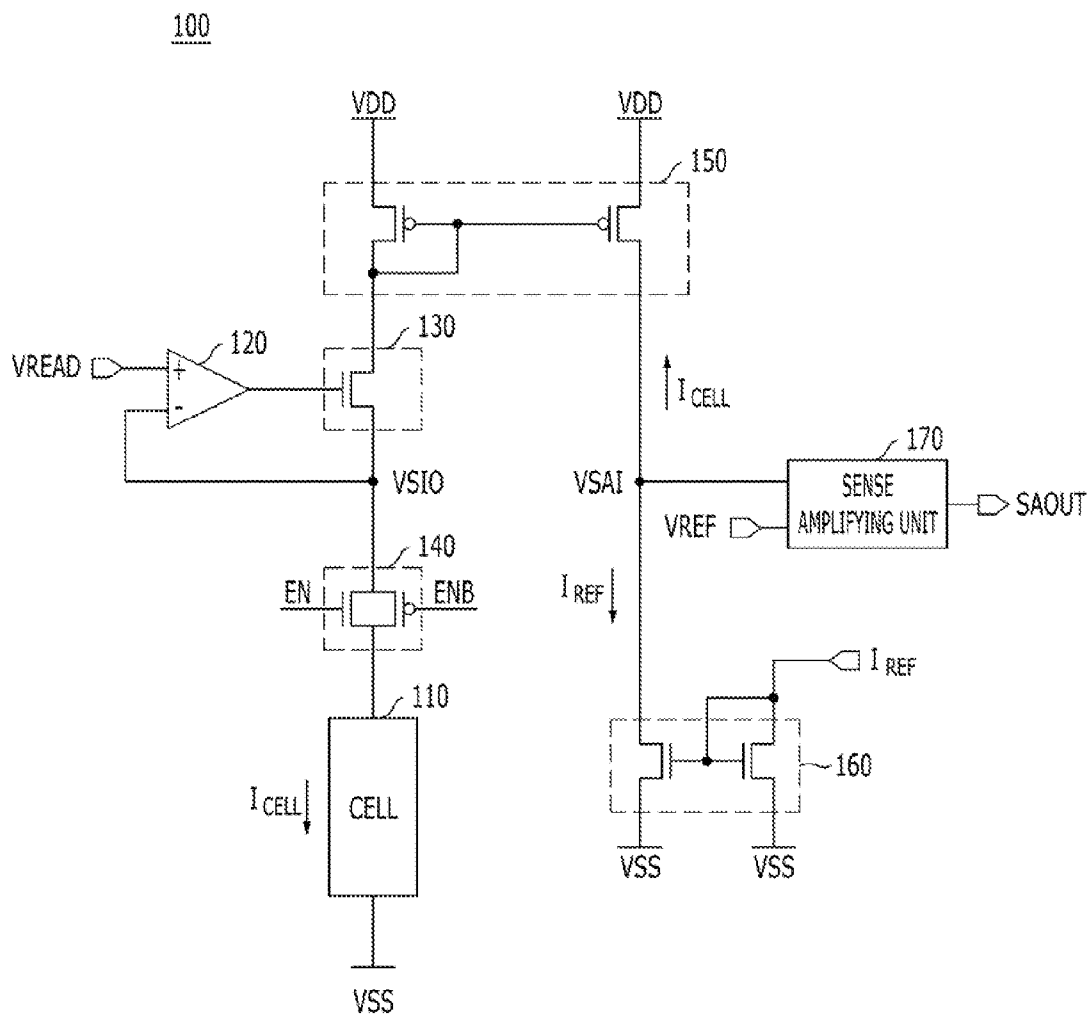 100
VDD
VDD
150
130
120
VREAD
+
-
I CELL
170
VSIO
VSAI
SENSE
AMPLIFYING UNIT
SAOUT
VREF
140
EN
ENB
I REF
I REF
110
160
I CELL
CELL
VSS
VSS
VSS